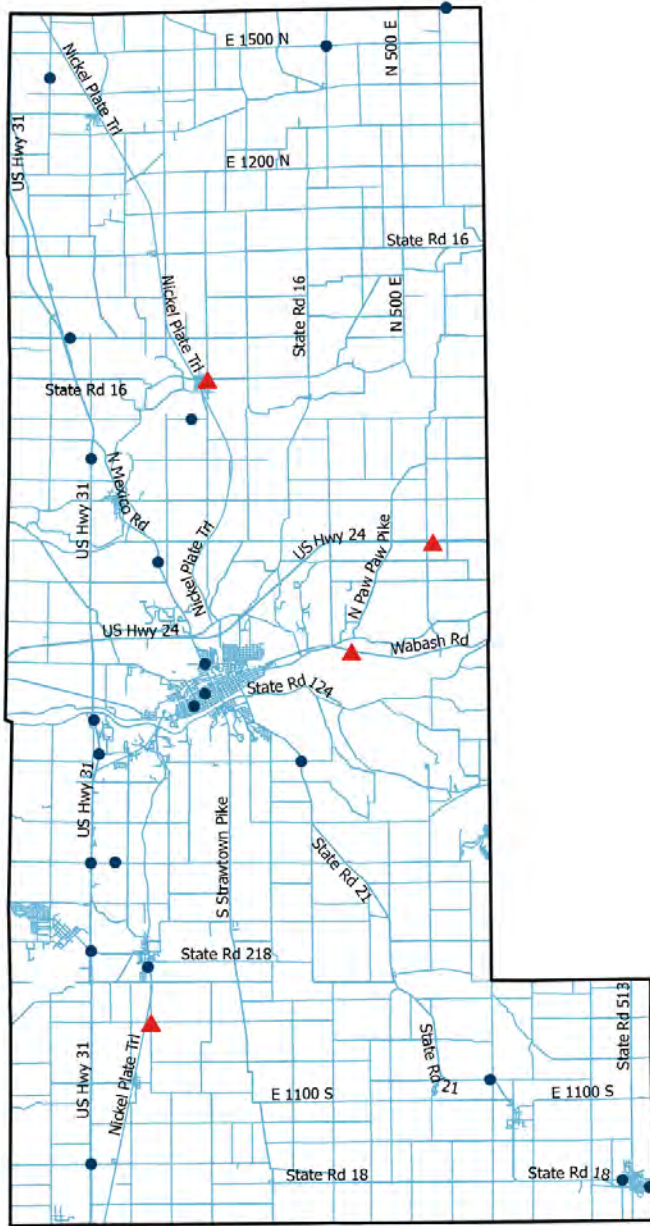 E 1500 N
N 500 E
Nickel Plate Trl
US Hwy 31
E 1200 N
State Rd 16
Nickel Plate Trl
State Rd 16
N 500 E
State Rd 16
N Mexico Rd
US Hwy 31
Nickel Plate Trl
US Hwy 24
N Paw Paw Pike
US Hwy 24
Wabash Rd
State Rd 124
US Hwy 31
S Strawtown Pike
State Rd 21
State Rd 218
State Rd 513
US Hwy 31
Nickel Plate Trl
State Rd 21
E 1100 S
E 1100 S
State Rd 18
State Rd 18